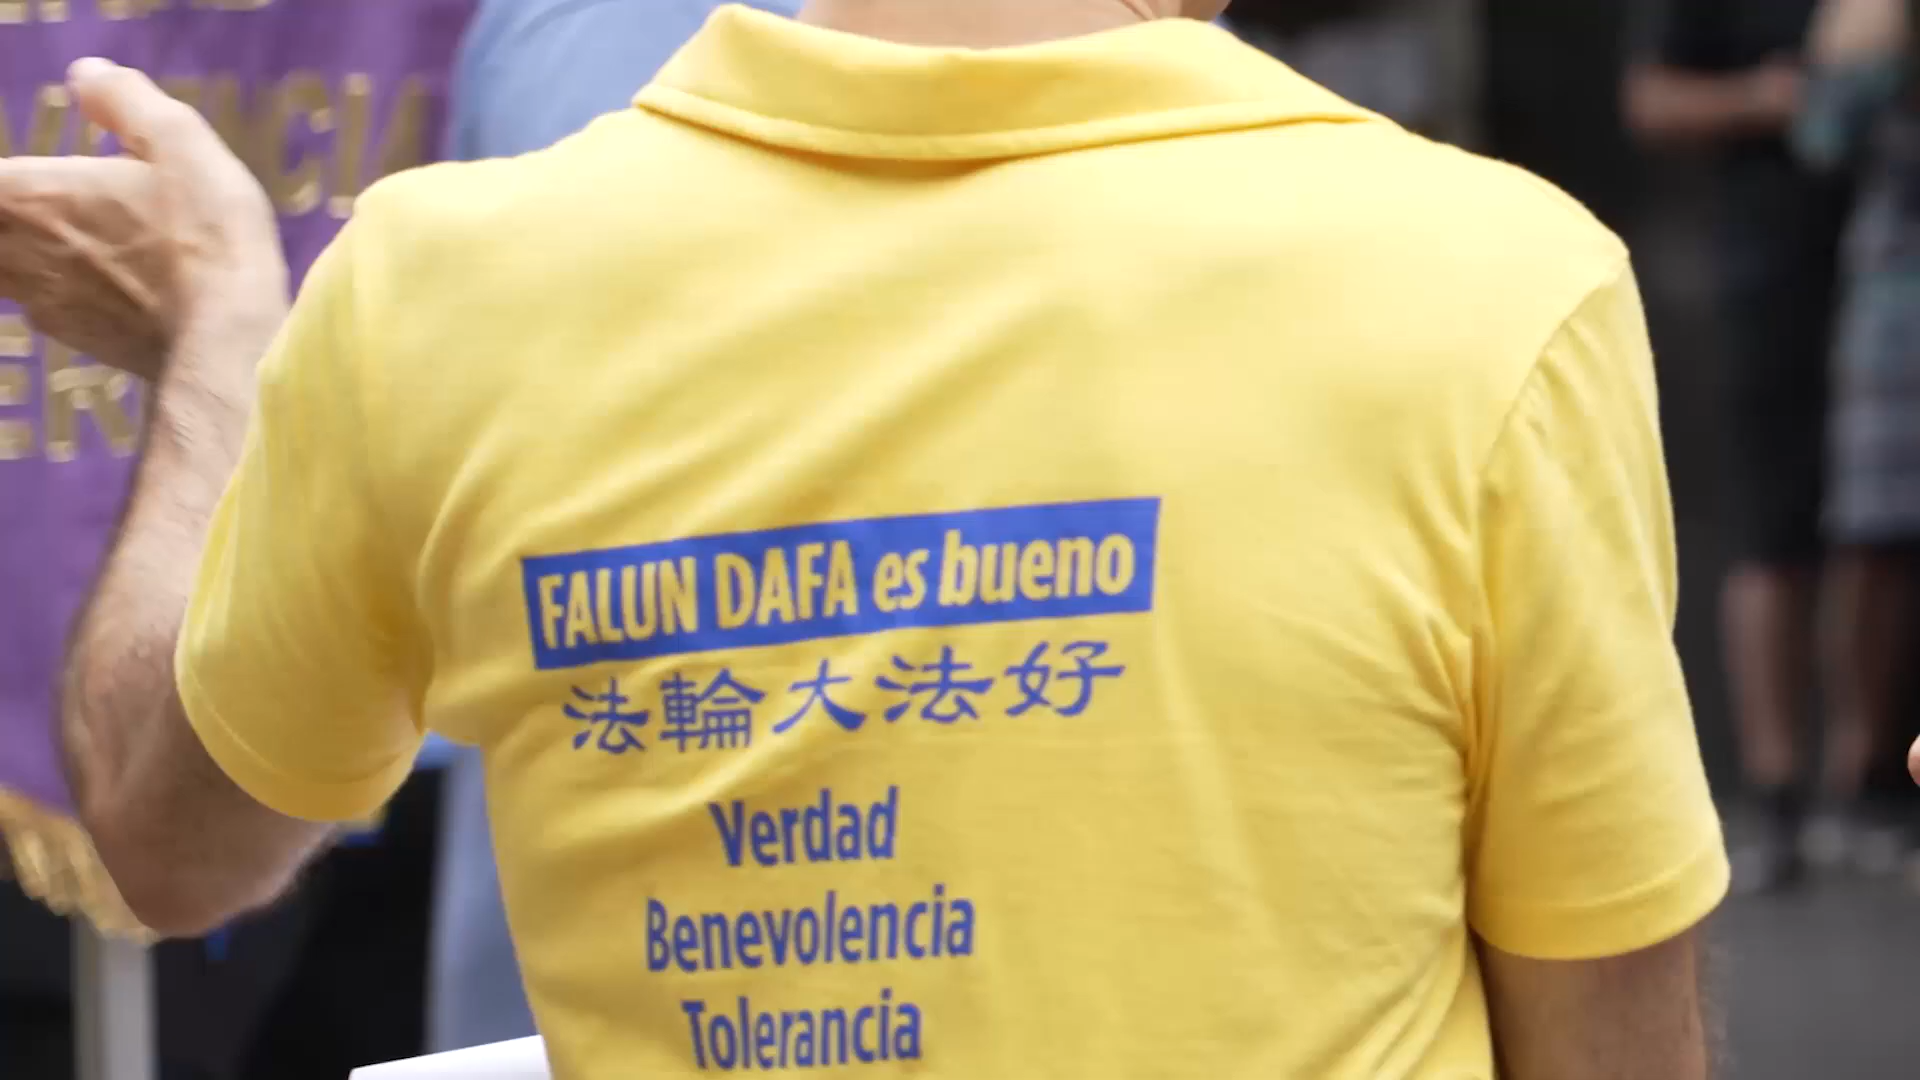 FALUN DAFA es bueno
法輪大法好
Verdad
Benevolencia
Tolerancia